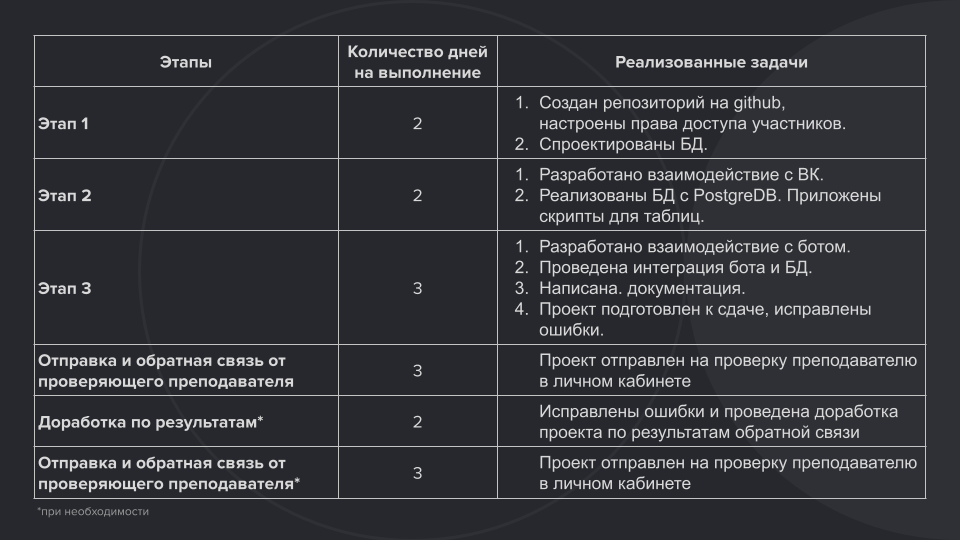 Этапы
Количество дней
на выполнение
Реализованные задачи
Этап 1
2
1. Создан репозиторий на github,
настроены права доступа участников.
2. Спроектированы БД.
Этап 2
2
1. Разработано взаимодействие с ВК.
2. Реализованы БД с PostgreDB. Приложены
скрипты для таблиц.
Этап 3
3
1. Разработано взаимодействие с ботом.
2. Проведена интеграция бота и БД.
3. Написана. документация.
4. Проект подготовлен к сдаче, исправлены
ошибки.
Отправка и обратная связь от
проверяющего преподавателя
3
Проект отправлен на проверку преподавателю
в личном кабинете
Доработка по результатам*
2
Исправлены ошибки и проведена доработка
проекта по результатам обратной связи
Отправка и обратная связь от
проверяющего преподавателя*
3
Проект отправлен на проверку преподавателю
в личном кабинете
*при необходимости